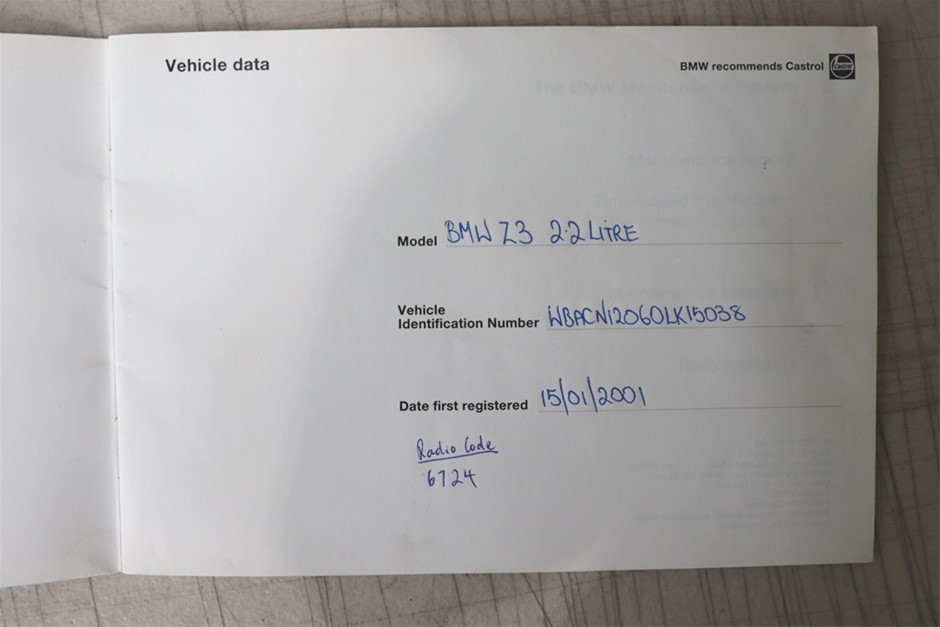 Vehicle data
BMW recommends Castrol
Castrol
Model BMW Z3 2.2 LITRE
Vehicle
Identification Number WBACN12060LK15038
Date first registered 15/01/2001
Radio Code
6724